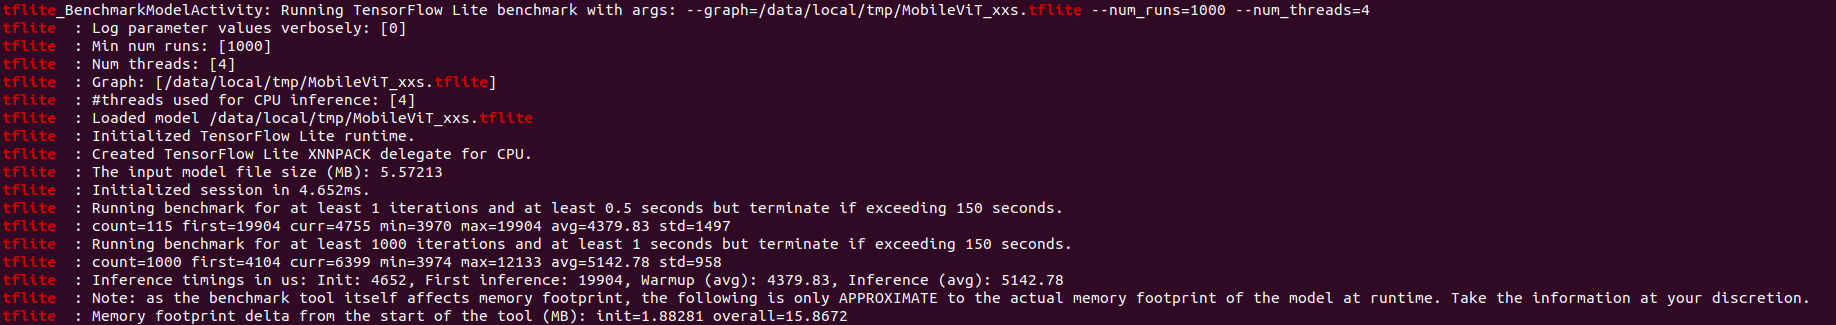 tflite_BenchmarkModelActivity: Running TensorFlow Lite benchmark with args: --graph=/data/local/tmp/MobileViT_xxs.tflite --num_runs=1000 --num_threads=4
tflite  : Log parameter values verbosely: [0]
tflite  : Min num runs: [1000]
tflite  : Num threads: [4]
tflite  : Graph: [/data/local/tmp/MobileViT_xxs.tflite]
tflite  : #threads used for CPU inference: [4]
tflite  : Loaded model /data/local/tmp/MobileViT_xxs.tflite
tflite  : Initialized TensorFlow Lite runtime.
tflite  : Created TensorFlow Lite XNNPACK delegate for CPU.
tflite  : The input model file size (MB): 5.57213
tflite  : Initialized session in 4.652ms.
tflite  : Running benchmark for at least 1 iterations and at least 0.5 seconds but terminate if exceeding 150 seconds.
tflite  : count=115 first=19904 curr=4755 min=3970 max=19904 avg=4379.83 std=1497
tflite  : Running benchmark for at least 1000 iterations and at least 1 seconds but terminate if exceeding 150 seconds.
tflite  : count=1000 first=4104 curr=6399 min=3974 max=12133 avg=5142.78 std=958
tflite  : Inference timings in us: Init: 4652, First inference: 19904, Warmup (avg): 4379.83, Inference (avg): 5142.78
tflite  : Note: as the benchmark tool itself affects memory footprint, the following is only APPROXIMATE to the actual memory footprint of the model at runtime. Take the information at your discretion.
tflite  : Memory footprint delta from the start of the tool (MB): init=1.88281 overall=15.8672